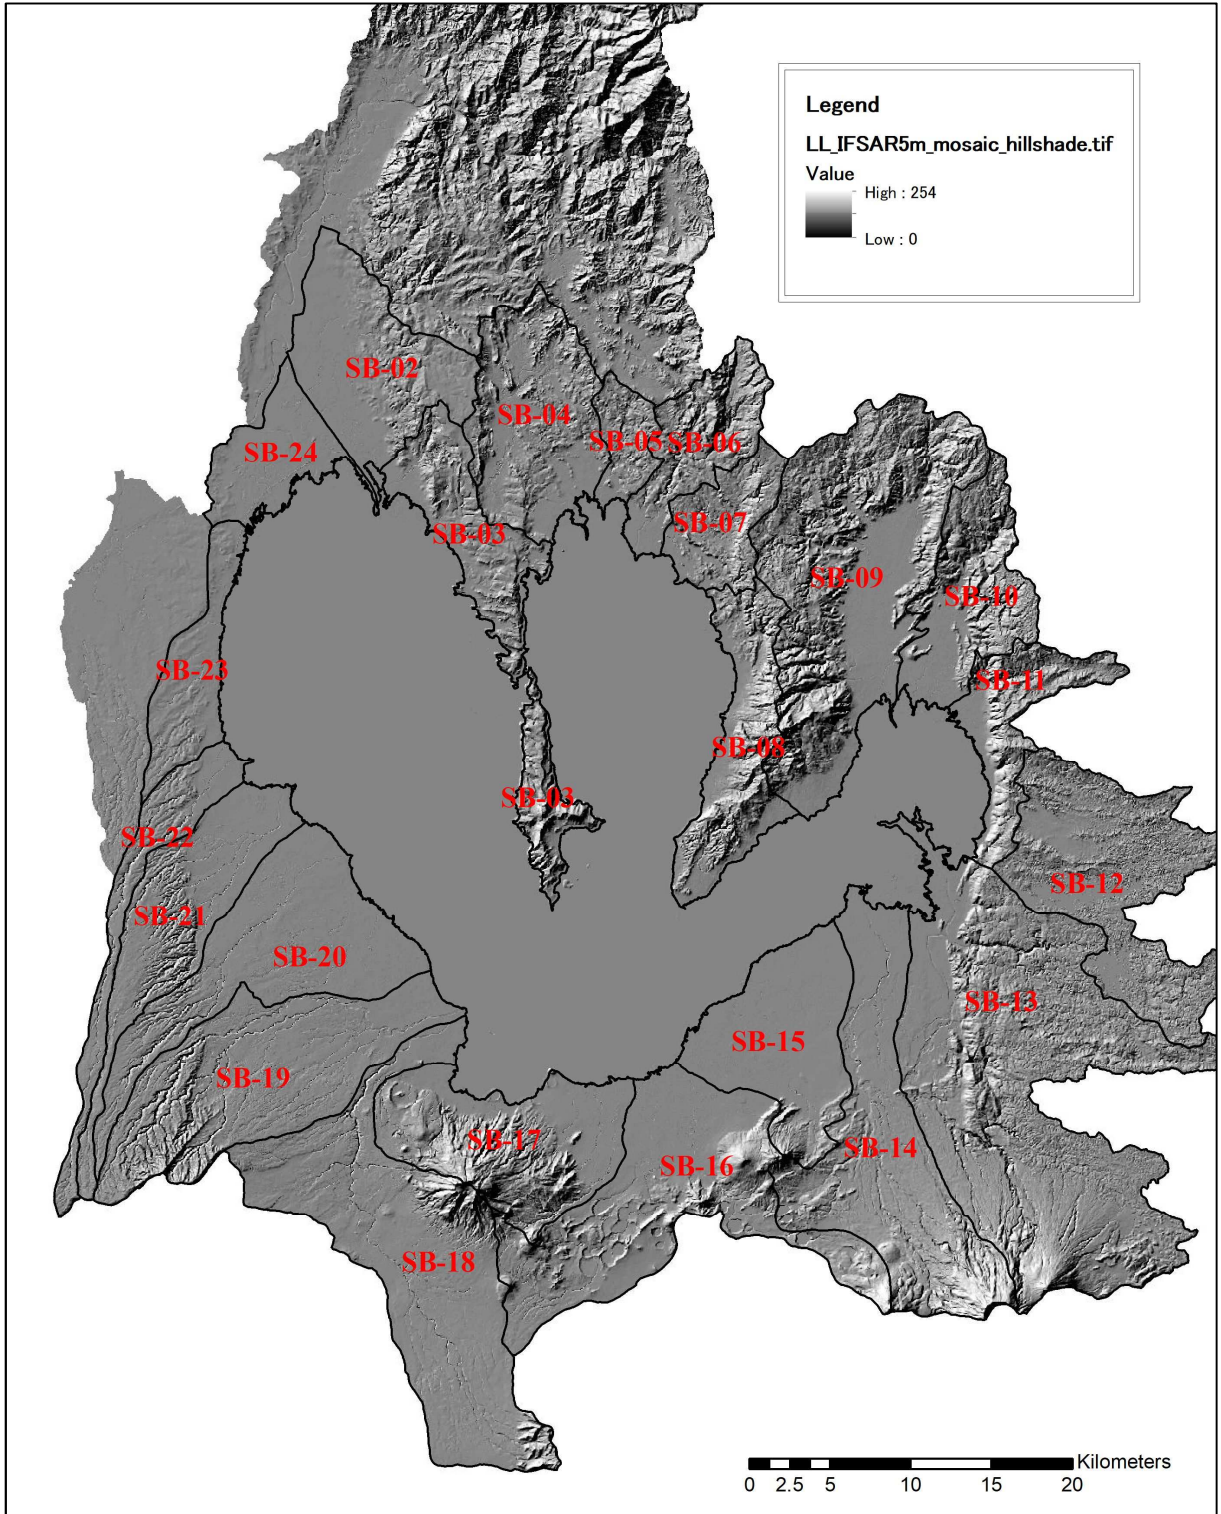 Legend
LL_IFSAR5m_mosaic_hillshade.tif
Value
High : 254
Low : 0
SB-02
SB-04
SB-05
SB-06
SB-24
SB-07
SB-03
SB-09
SB-10
SB-23
SB-11
SB-08
SB-03
SB-22
SB-12
SB-21
SB-20
SB-13
SB-15
SB-19
SB-17
SB-14
SB-16
SB-18
Kilometers
0 2.5 5 10 15 20